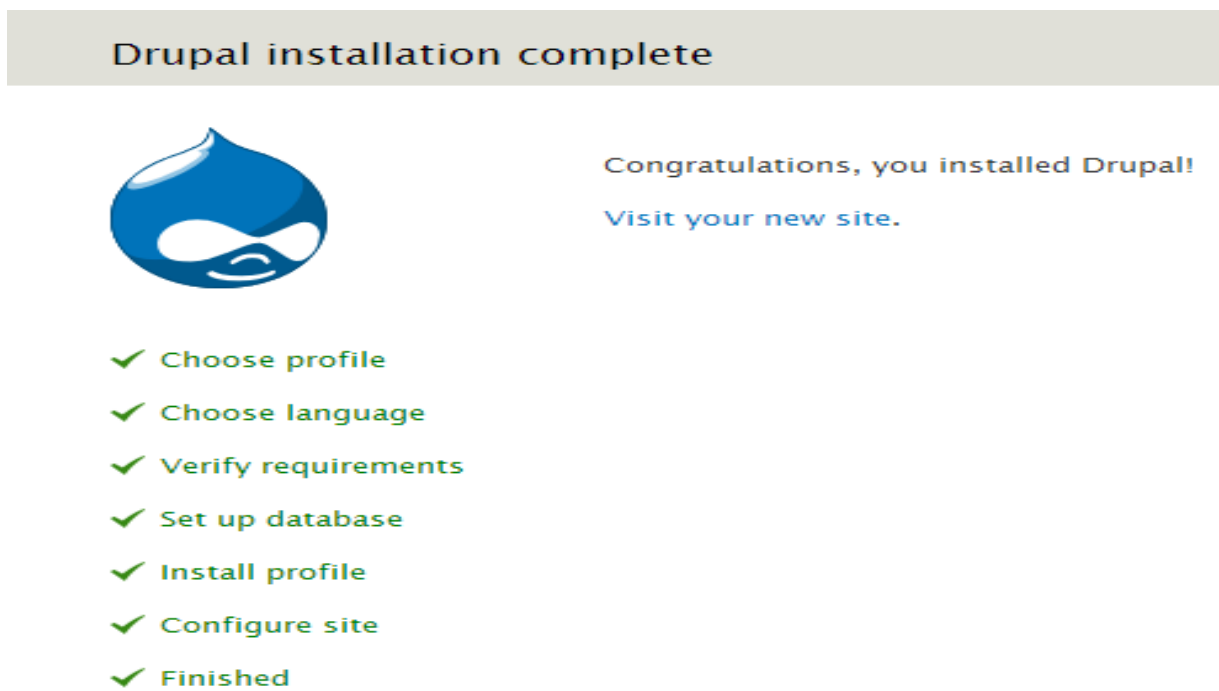 Drupal installation complete
Congratulations, you installed Drupal!
Visit your new site.
Choose profile
Choose language
Verify requirements
Set up database
Install profile
Configure site
Finished